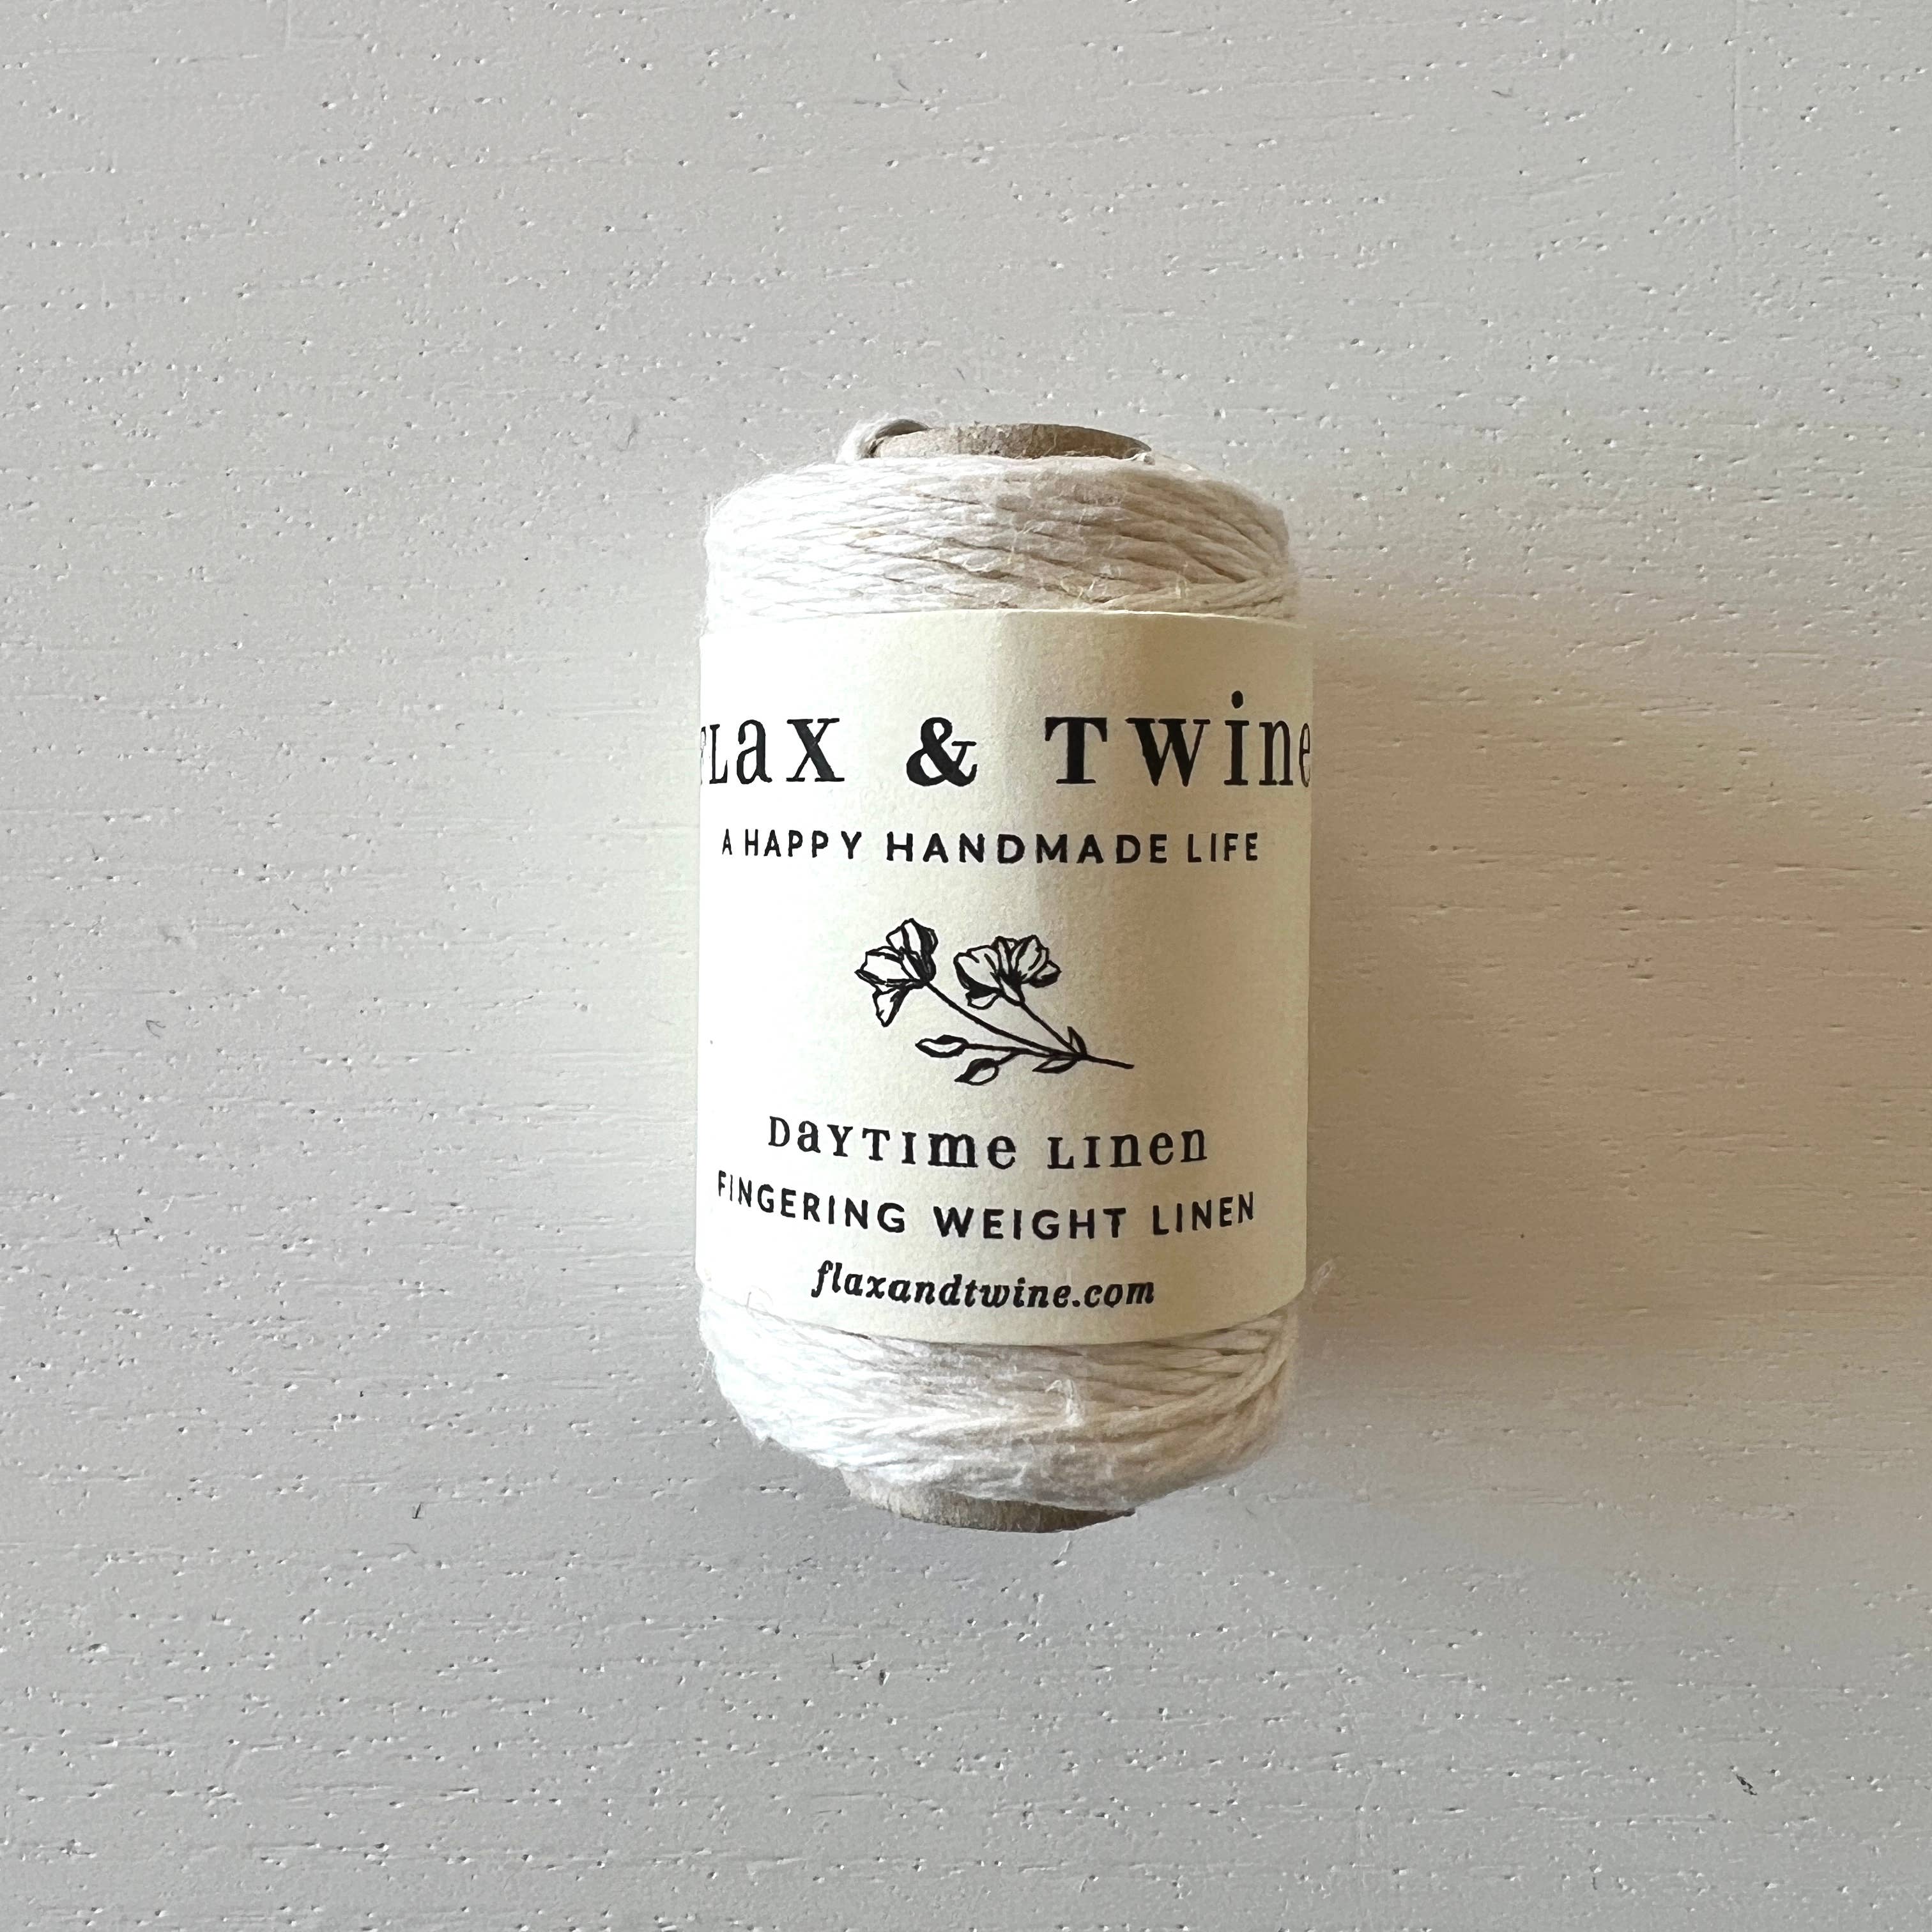 FLax & Twine
A HAPPY HANDMADE LIFE
DaYTIme LInen
FINGERING WEIGHT LINEN
flaxandtwine.com